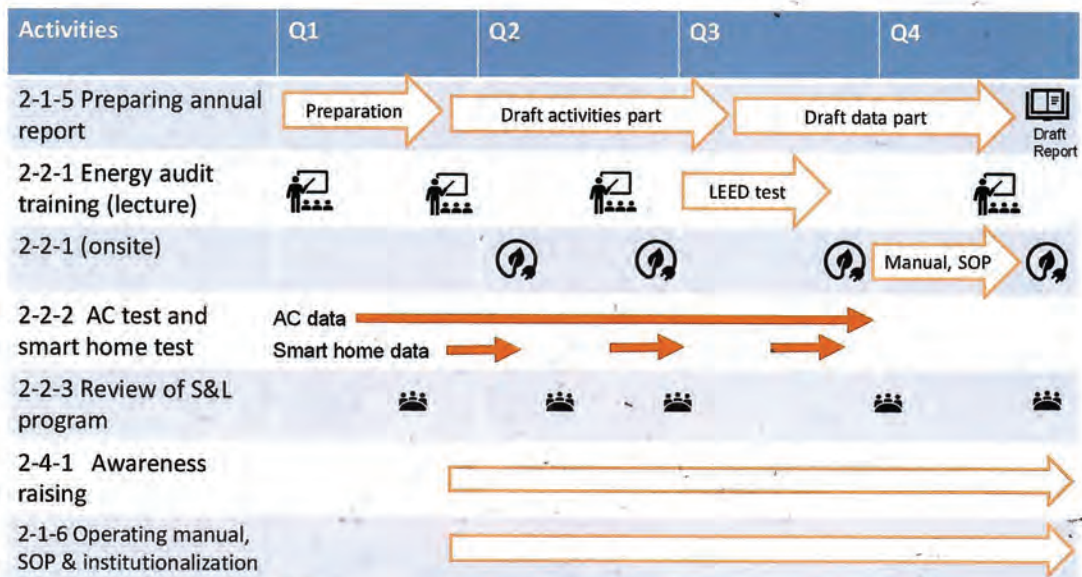 Activities Q1 Q2 Q3 Q4
2-1-5 Preparing annual
report
Preparation
Draft activities part
Draft data part
Draft
Report
2-2-1 Energy audit
training (lecture)
LEED test
2-2-1 (onsite)
Manual, SOP
2-2-2 AC test and
smart home test
AC data
Smart home data
2-2-3 Review of S&L
program
2-4-1 Awareness
raising
2-1-6 Operating manual,
SOP & institutionalization